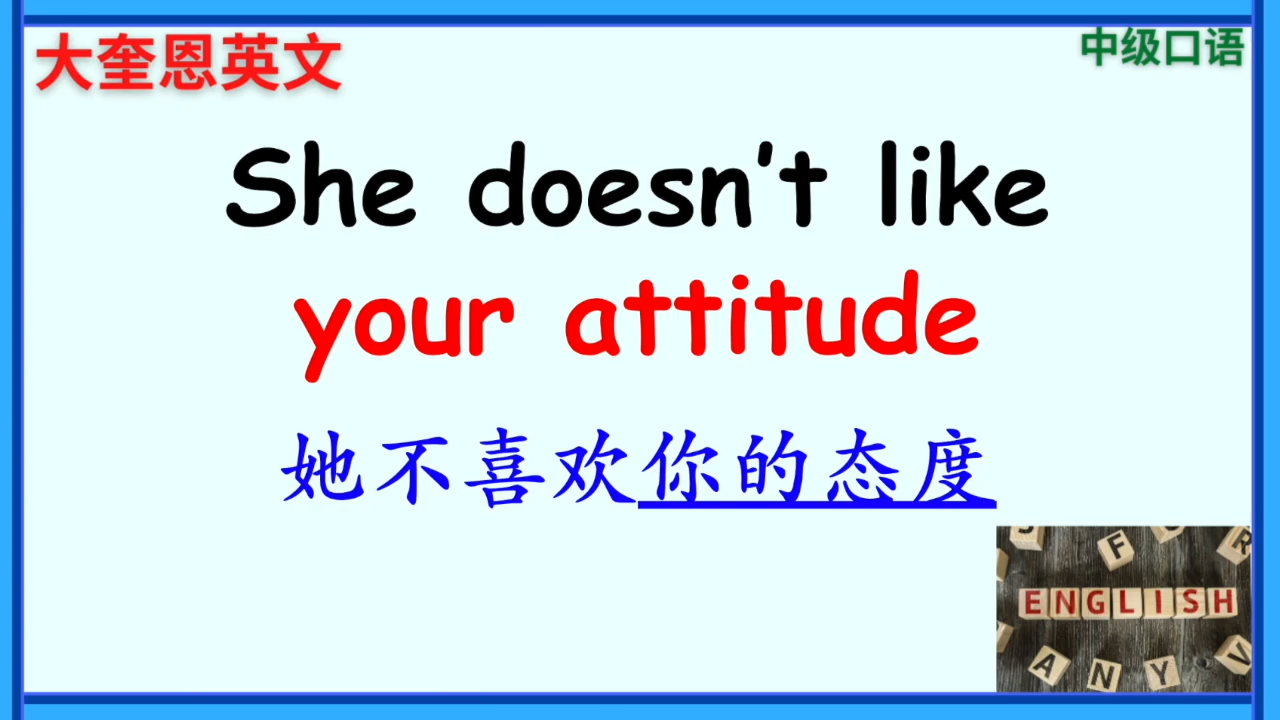 大奎恩英文
中级口语
She doesn't like
your attitude
她不喜欢你的态度
F R
ENGLISH
A N Y V